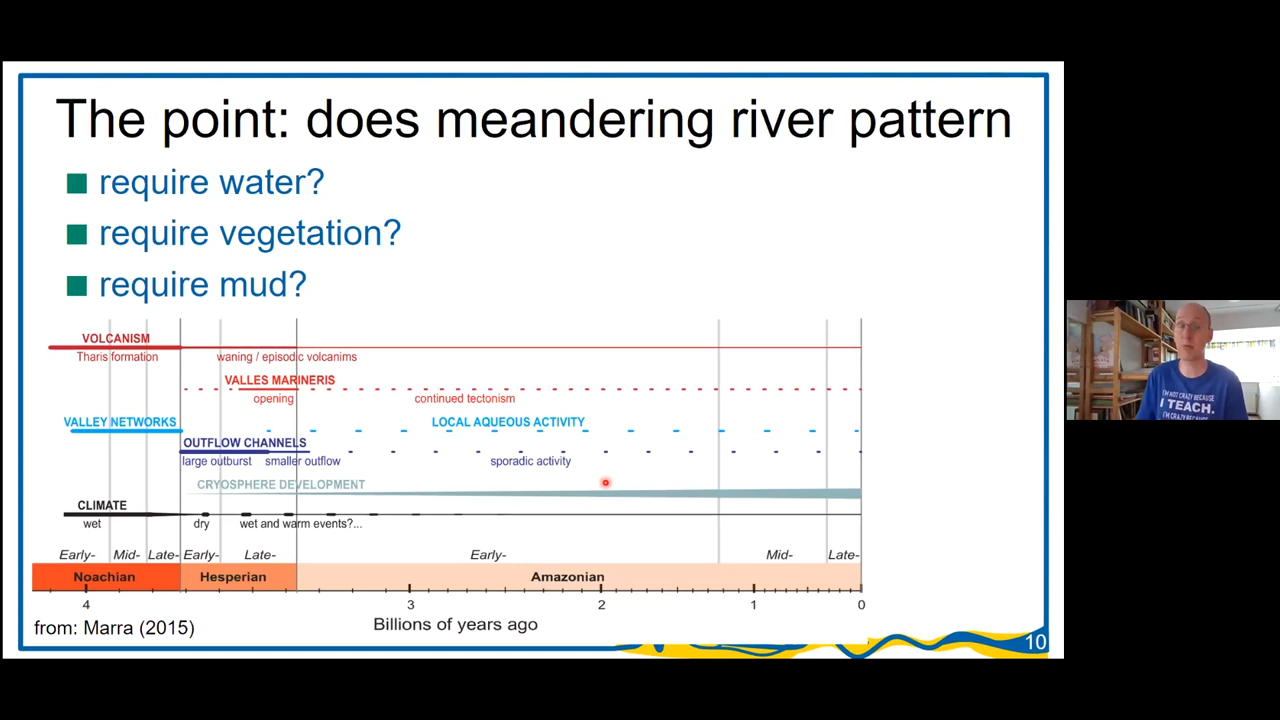 The point: does meandering river pattern
require water?
require vegetation?
require mud?
VOLCANISM
Tharis formation waning / episodic volcanims
VALLES MARINERIS
opening continued tectonism
VALLEY NETWORKS LOCAL AQUEOUS ACTIVITY
OUTFLOW CHANNELS
large outburst smaller outflow sporadic activity
CRYOSPHERE DEVELOPMENT
CLIMATE
wet dry wet and warm events?...
Early- Mid- Late- Early- Late- Early- Mid- Late-
Noachian Hesperian Amazonian
4 3 2 1 0
Billions of years ago
from: Marra (2015)
10
I'M NOT CRAZY BECAUSE
I TEACH.
I'M CRAZY BECAUSE